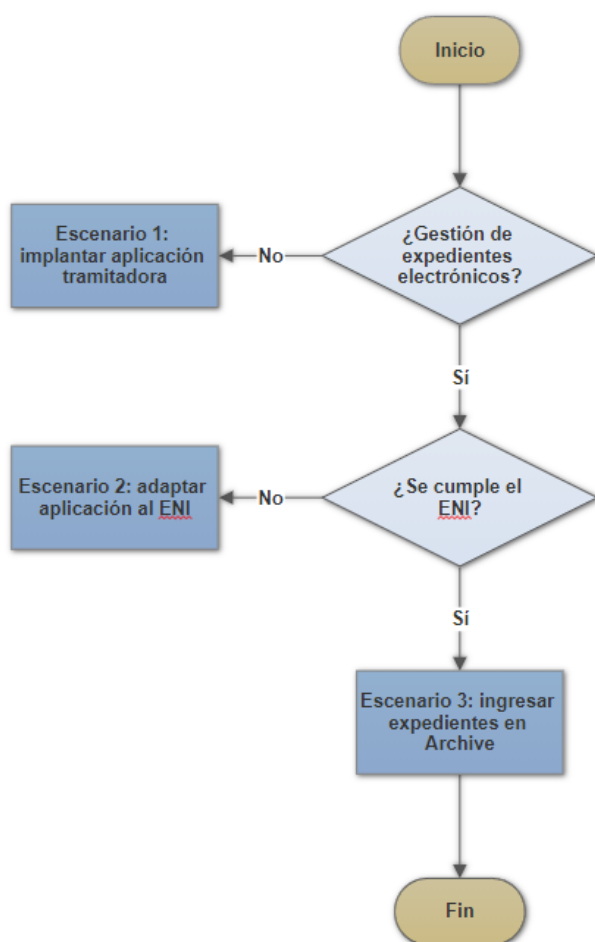 Inicio
¿Gestión de
expedientes
electrónicos?
No
Escenario 1:
implantar aplicación
tramitadora
Sí
¿Se cumple el
ENI?
No
Escenario 2: adaptar
aplicación al ENI
Sí
Escenario 3: ingresar
expedientes en
Archive
Fin